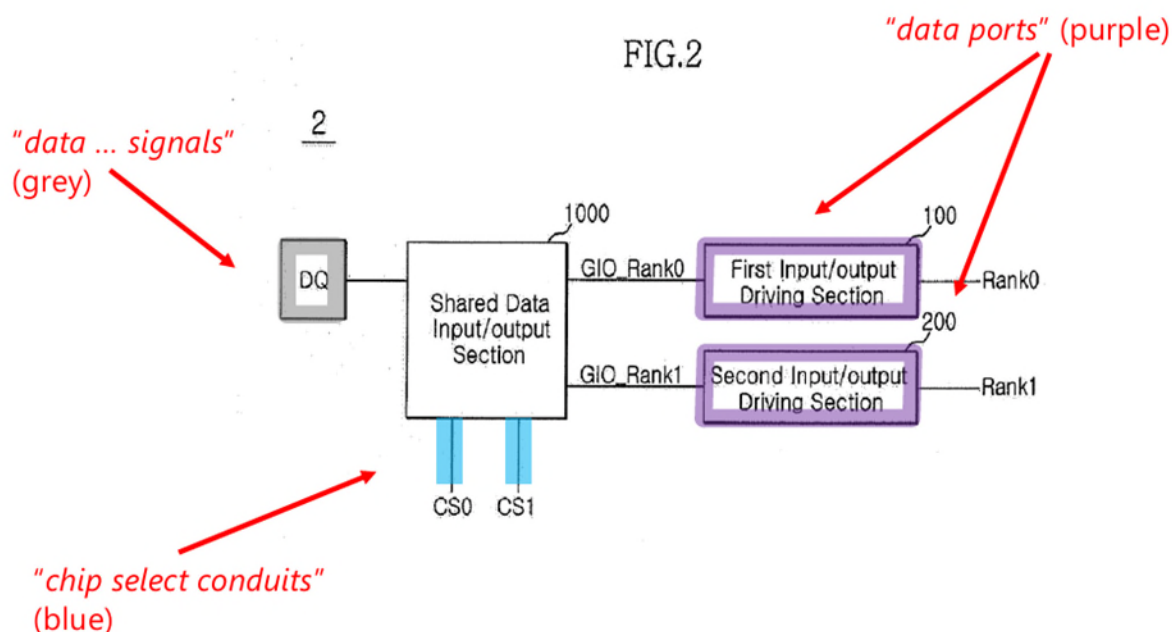 "data ports" (purple)
FIG.2
2
"data ... signals"
(grey)
1000
100
DQ
Shared Data
Input/output
Section
GIO_Rank0
First Input/output
Driving Section
Rank0
200
GIO_Rank1
Second Input/output
Driving Section
Rank1
CS0 CS1
"chip select conduits"
(blue)